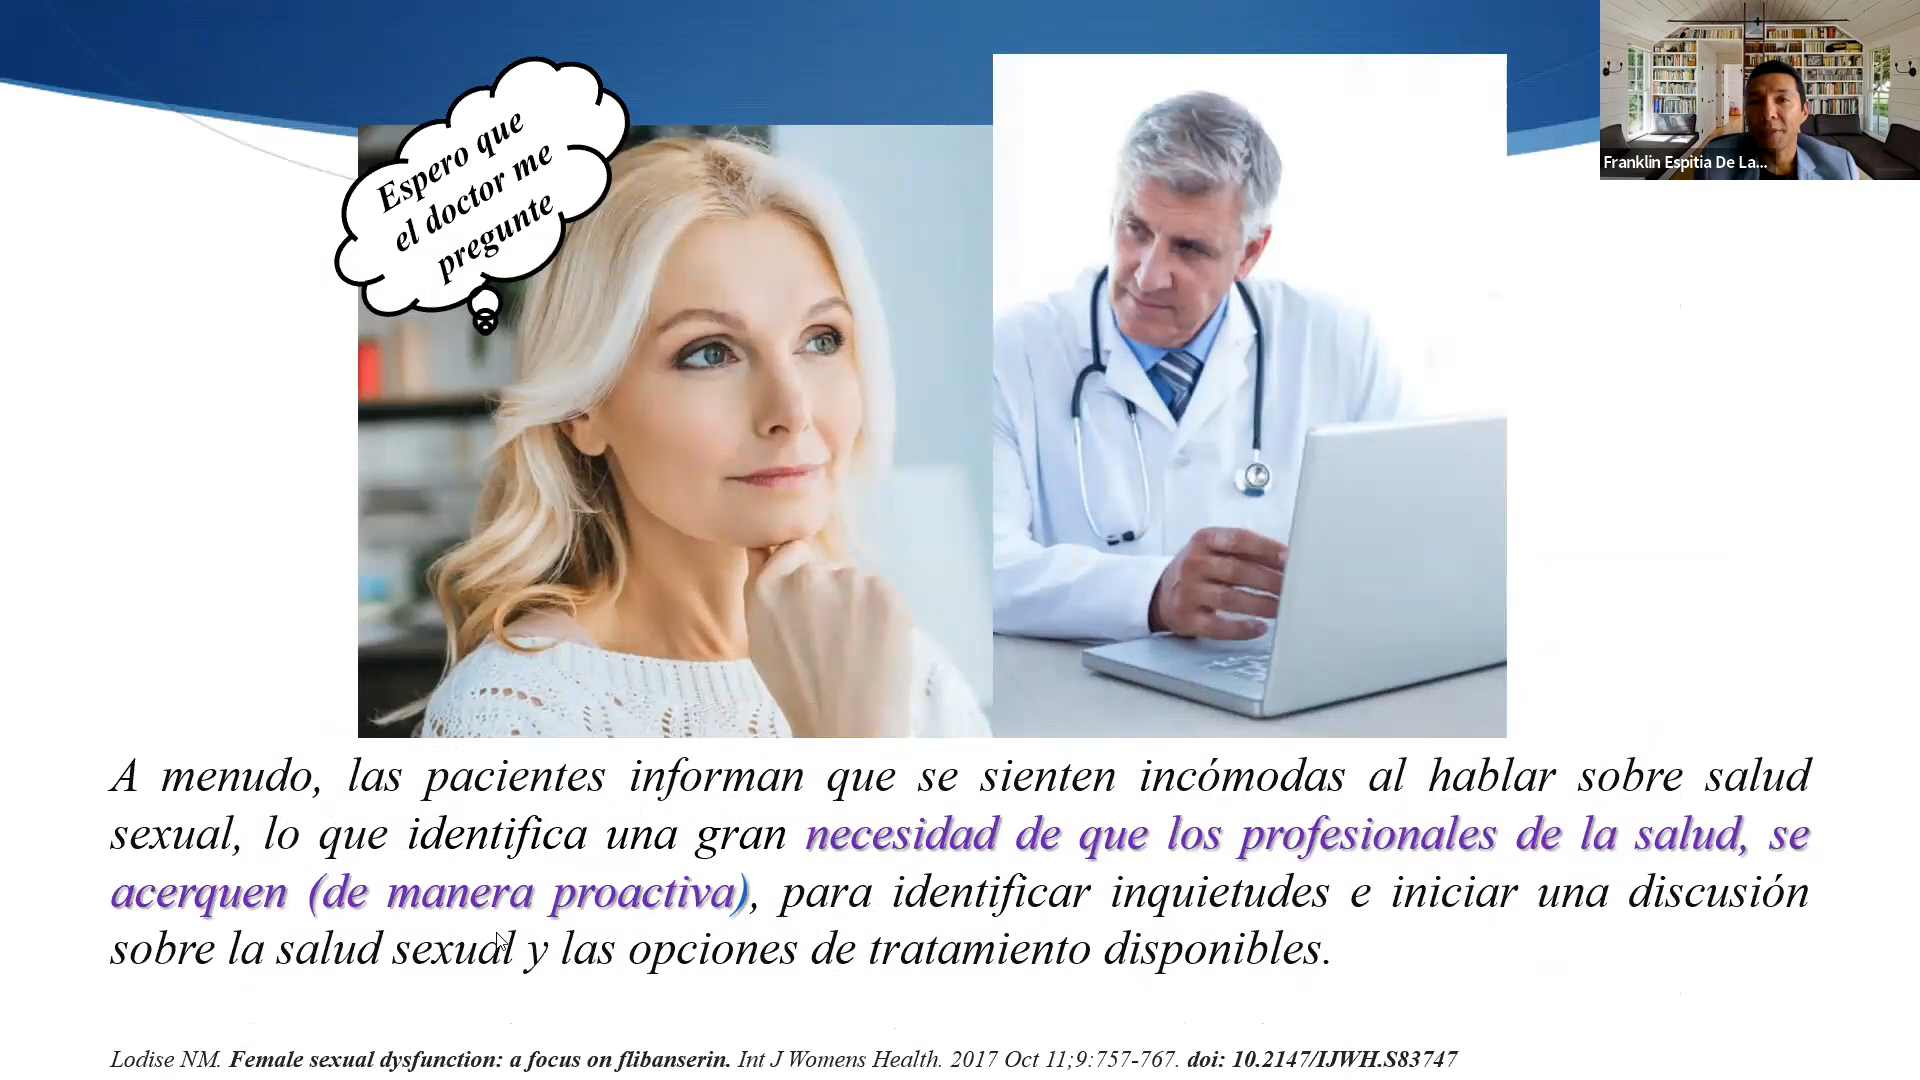 Franklin Espitia De La...
Espero que
el doctor me
pregunte
A menudo, las pacientes informan que se sienten incómodas al hablar sobre salud
sexual, lo que identifica una gran necesidad de que los profesionales de la salud, se
acerquen (de manera proactiva), para identificar inquietudes e iniciar una discusión
sobre la salud sexual y las opciones de tratamiento disponibles.
Lodise NM. Female sexual dysfunction: a focus on flibanserin. Int J Womens Health. 2017 Oct 11;9:757-767. doi: 10.2147/IJWH.S83747